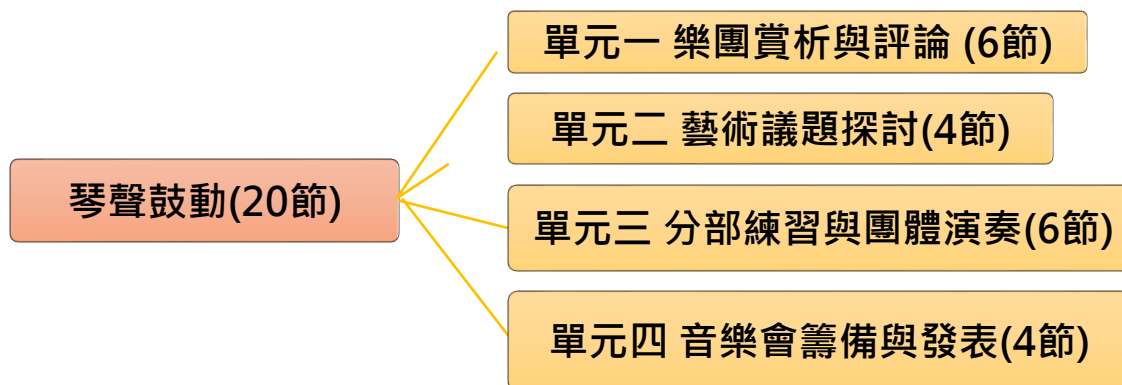 單元一 樂團賞析與評論 (6節)
單元二 藝術議題探討(4節)
琴聲鼓動(20節)
單元三 分部練習與團體演奏(6節)
單元四 音樂會籌備與發表(4節)